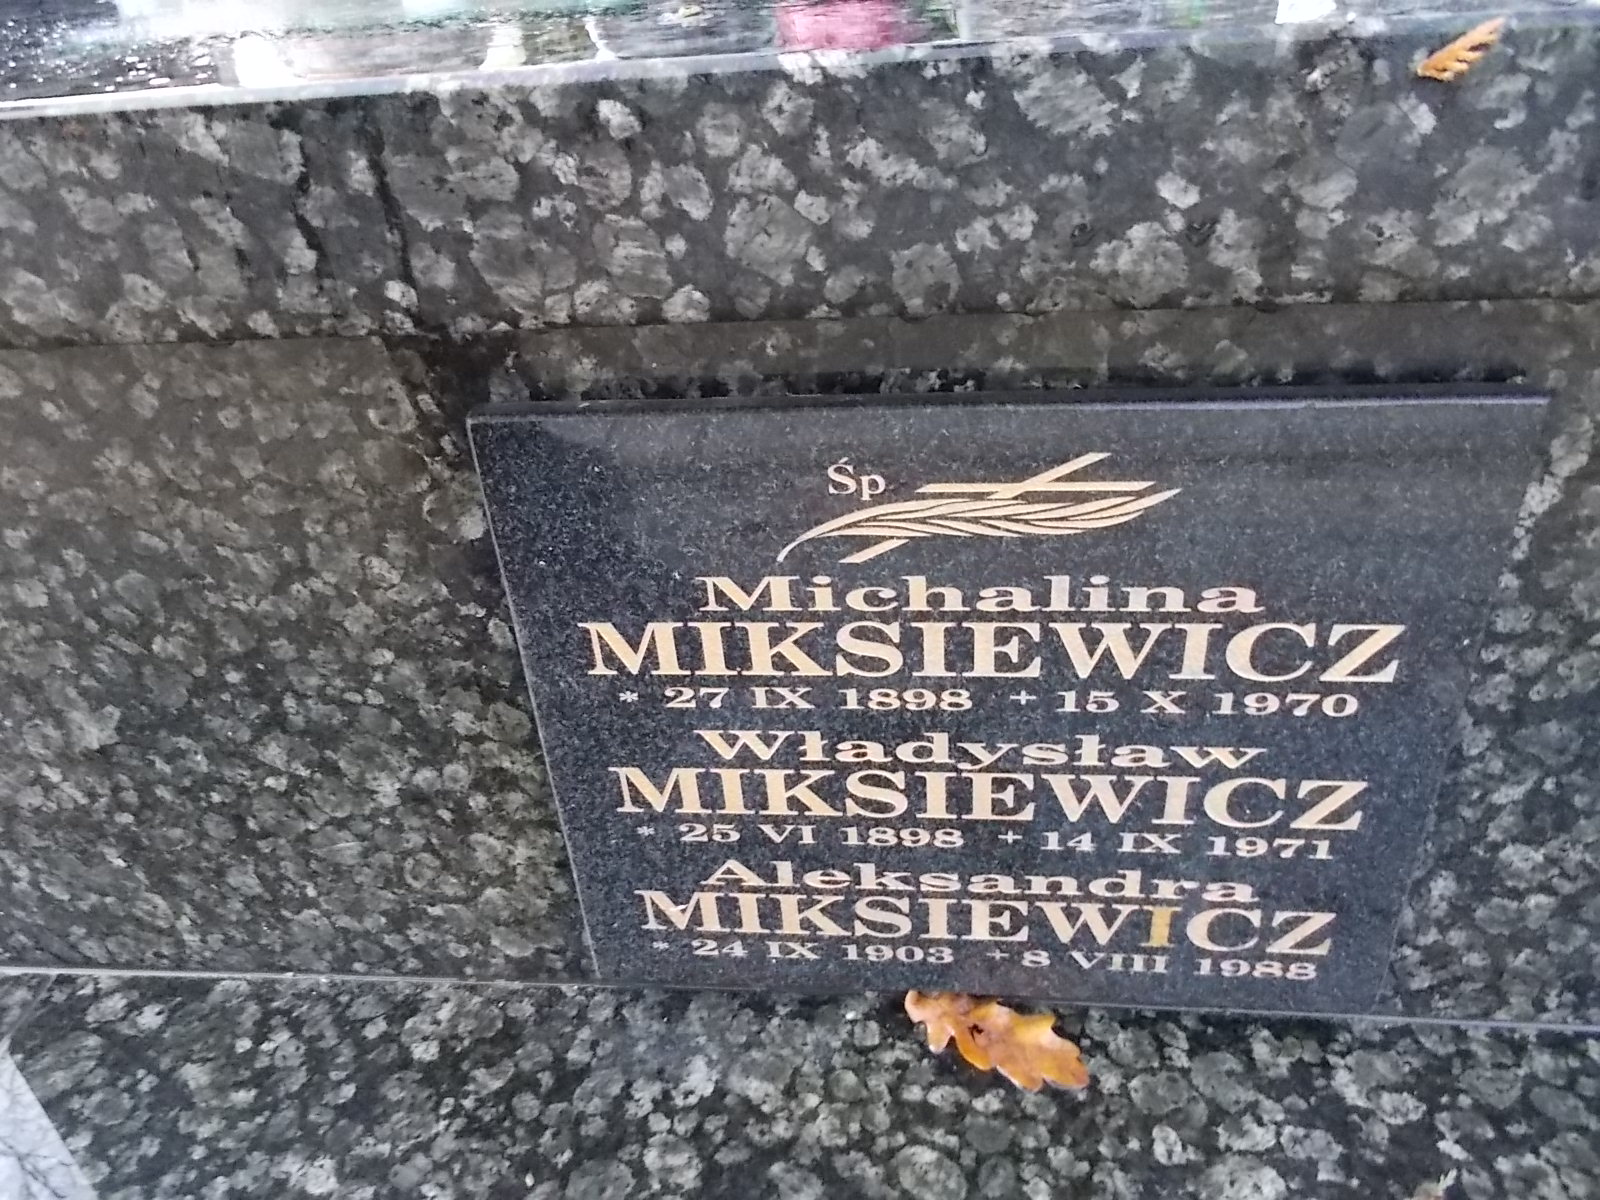 Śp
Michalina
MIKSIEWICZ
* 27 IX 1898 + 15 X 1970
Władysław
MIKSIEWICZ
* 25 VI 1898 + 14 IX 1971
Aleksandra
MIKSIEWICZ
* 24 IX 1903 + 8 VIII 1988